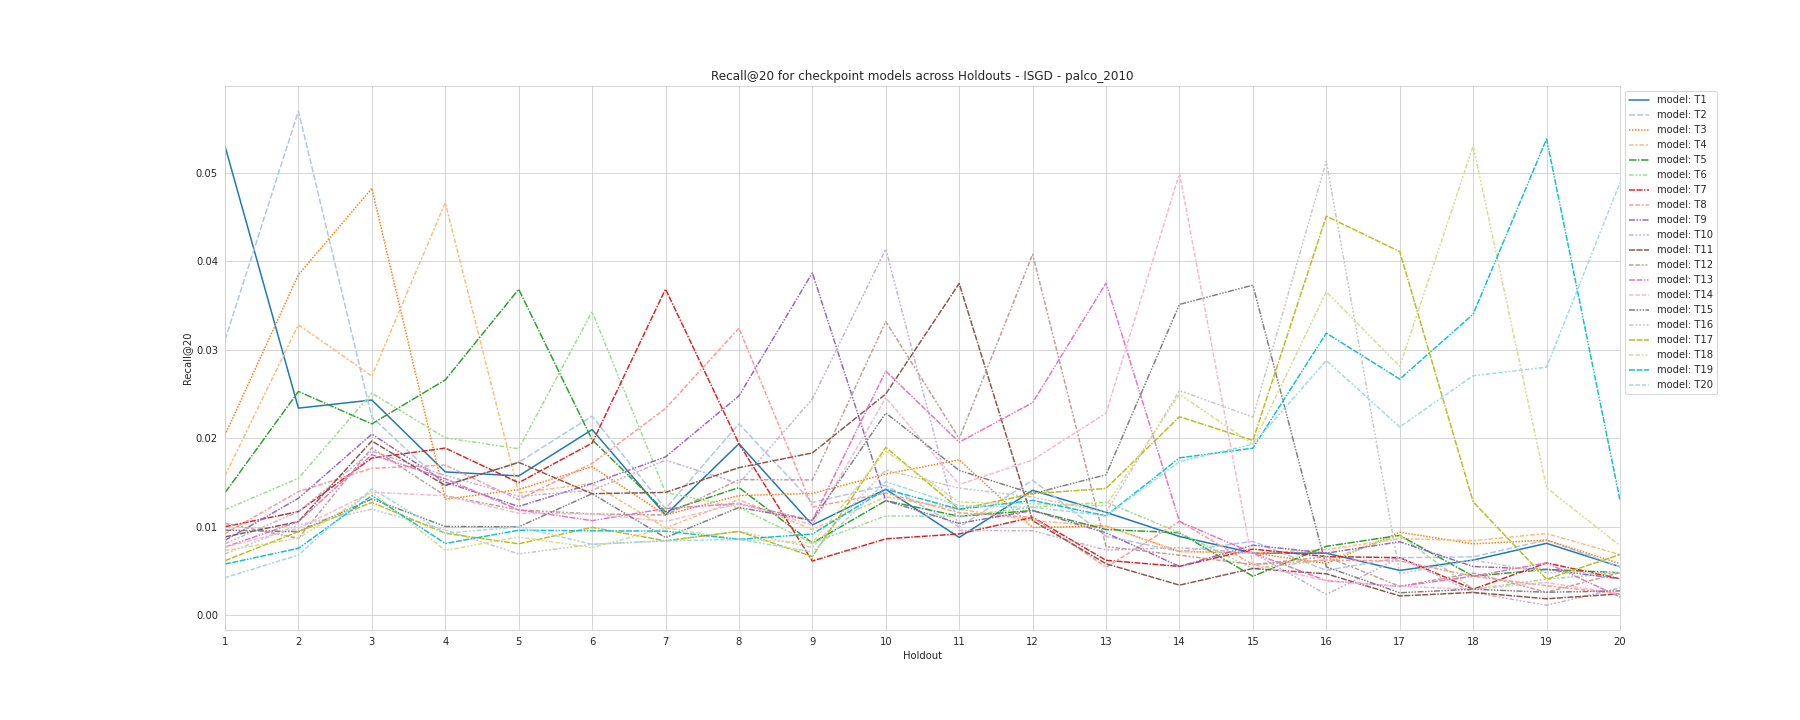 Recall@20 for checkpoint models across Holdouts - ISGD - palco_2010
model: T1
model: T2
model: T3
model: T4
model: T5
model: T6
model: T7
model: T8
model: T9
model: T10
model: T11
model: T12
model: T13
model: T14
model: T15
model: T16
model: T17
model: T18
model: T19
model: T20
0.05
0.04
0.03
0.02
0.01
0.00
Recall@20
1 2 3 4 5 6 7 8 9 10 11 12 13 14 15 16 17 18 19 20
Holdout